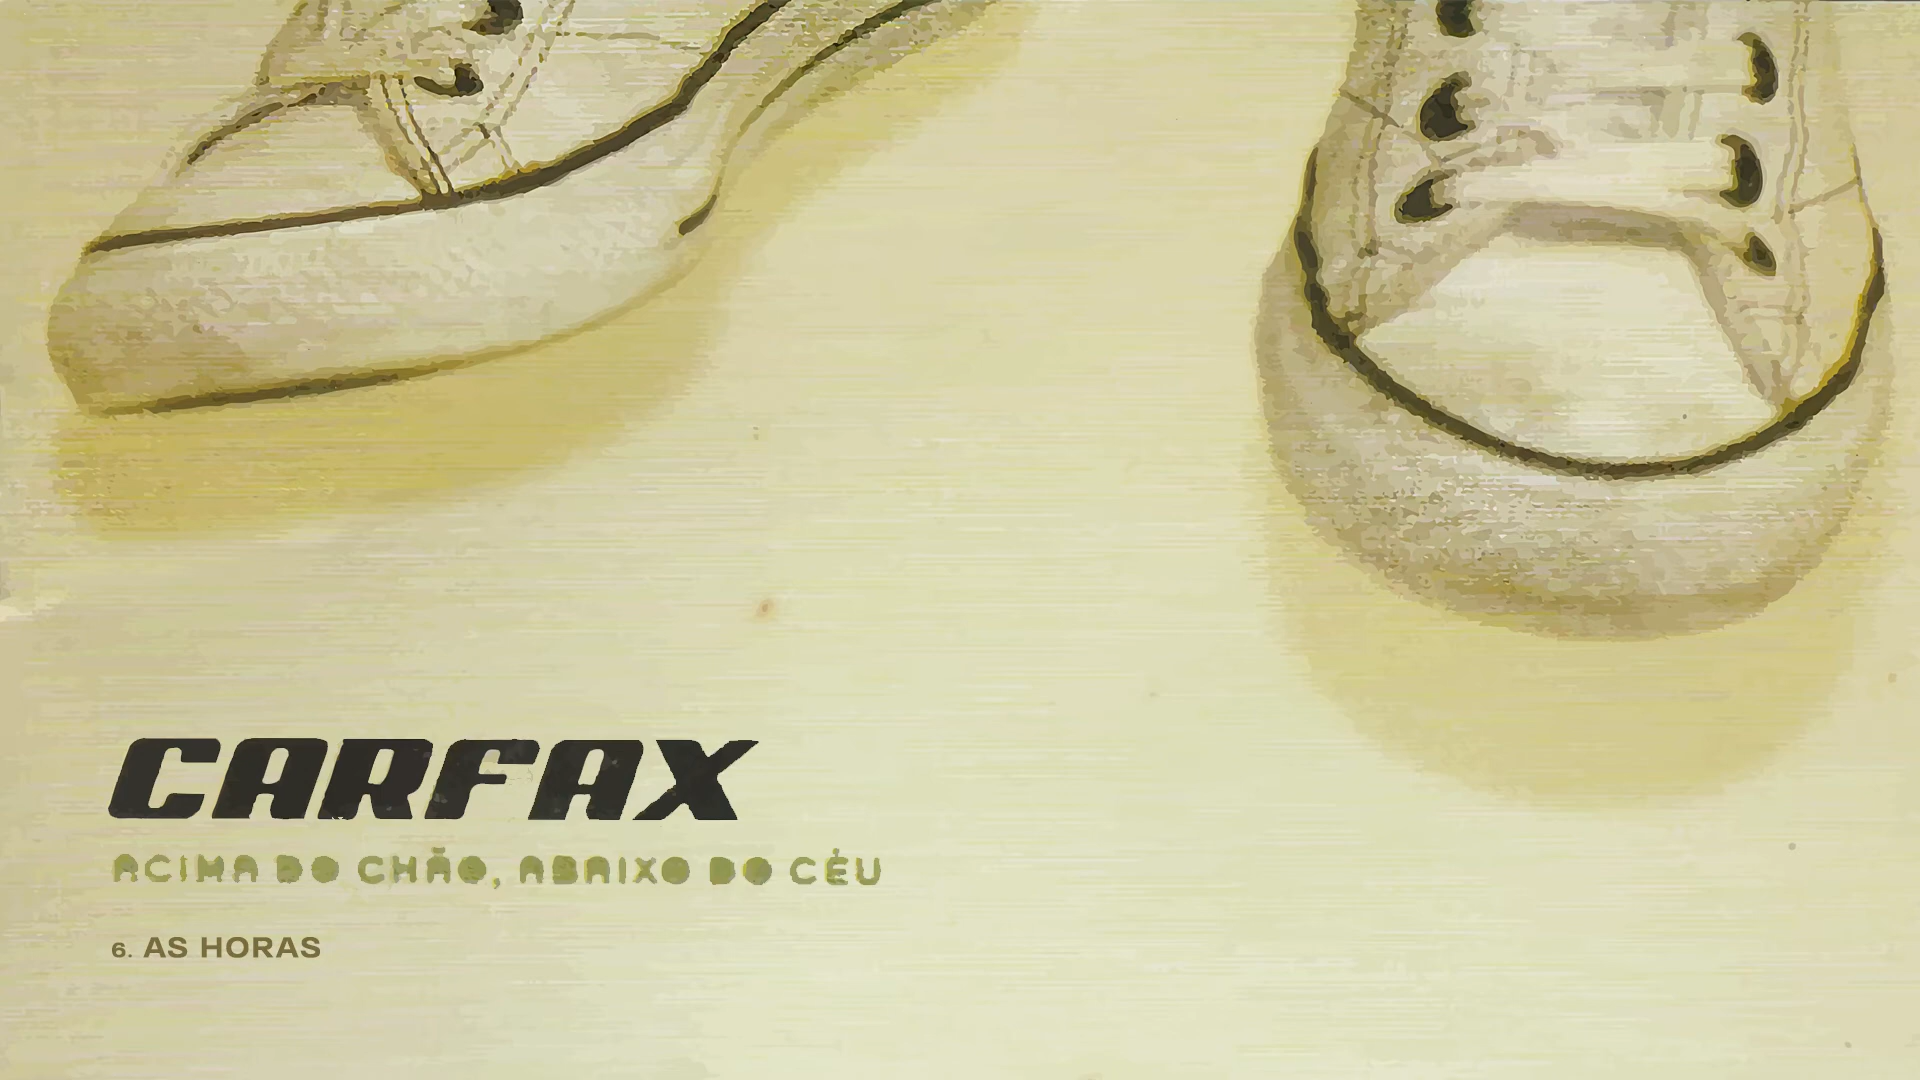 CARFAX
ACIMA DO CHÃO, ABAIXO DO CÉU
6. AS HORAS